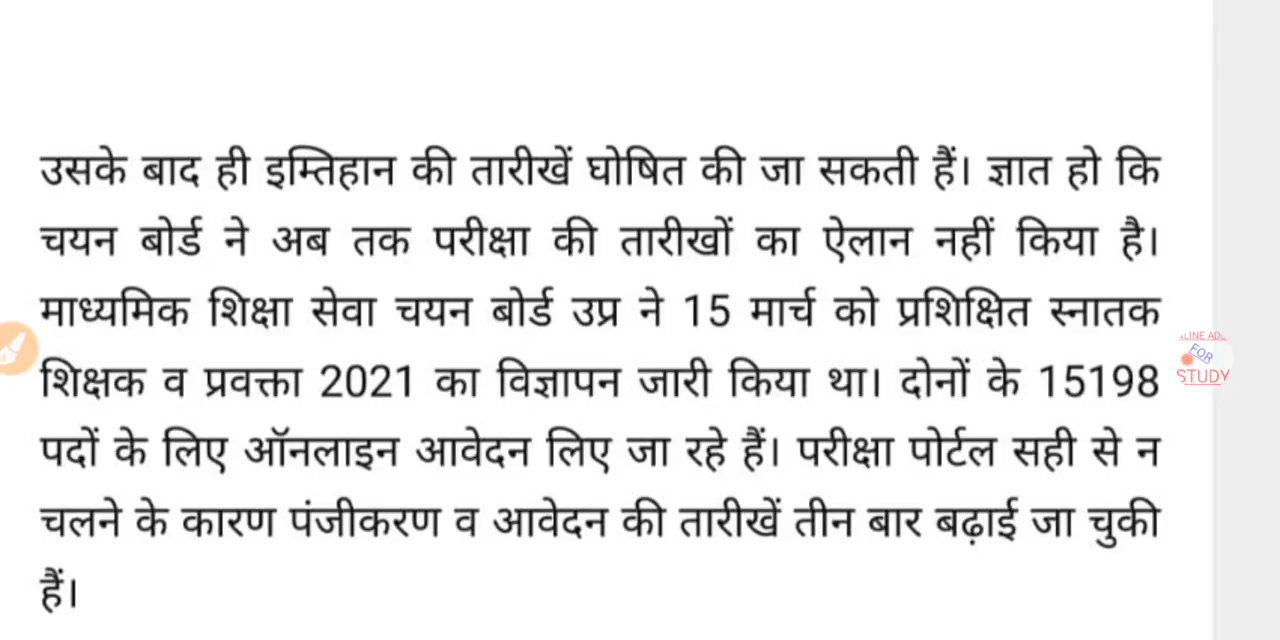 उसके बाद ही इम्तिहान की तारीखें घोषित की जा सकती हैं। ज्ञात हो कि
चयन बोर्ड ने अब तक परीक्षा की तारीखों का ऐलान नहीं किया है।
माध्यमिक शिक्षा सेवा चयन बोर्ड उप्र ने 15 मार्च को प्रशिक्षित स्नातक
शिक्षक व प्रवक्ता 2021 का विज्ञापन जारी किया था। दोनों के 15198
पदों के लिए ऑनलाइन आवेदन लिए जा रहे हैं। परीक्षा पोर्टल सही से न
चलने के कारण पंजीकरण व आवेदन की तारीखें तीन बार बढ़ाई जा चुकी
हैं।
FOR
STUDY